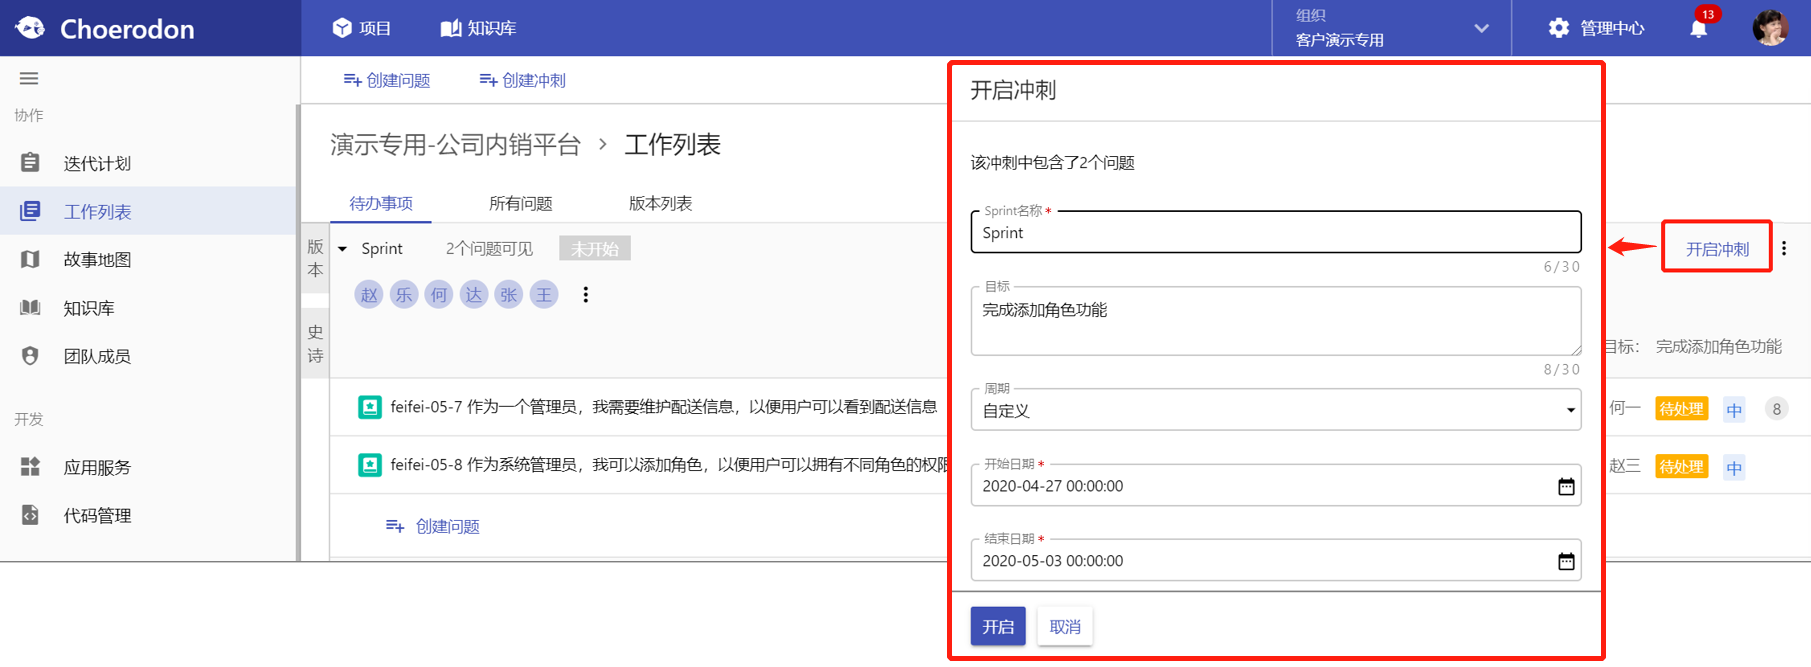 Choerodon
项目
知识库
组织
客户演示专用
管理中心
13
协作
迭代计划
工作列表
故事地图
知识库
团队成员
开发
应用服务
代码管理
创建问题
创建冲刺
演示专用-公司内销平台 > 工作列表
待办事项
所有问题
版本列表
版本
史诗
Sprint
2个问题可见
未开始
赵 乐 何 达 张 王
feifei-05-7 作为一个管理员，我需要维护配送信息，以便用户可以看到配送信息
feifei-05-8 作为系统管理员，我可以添加角色，以便用户可以拥有不同角色的权限
创建问题
开启冲刺
该冲刺中包含了2个问题
Sprint名称 *
Sprint
6/30
目标
完成添加角色功能
8/30
周期
自定义
开始日期 *
2020-04-27 00:00:00
结束日期 *
2020-05-03 00:00:00
开启
取消
开启冲刺
目标： 完成添加角色功能
何一 待处理 中 8
赵三 待处理 中